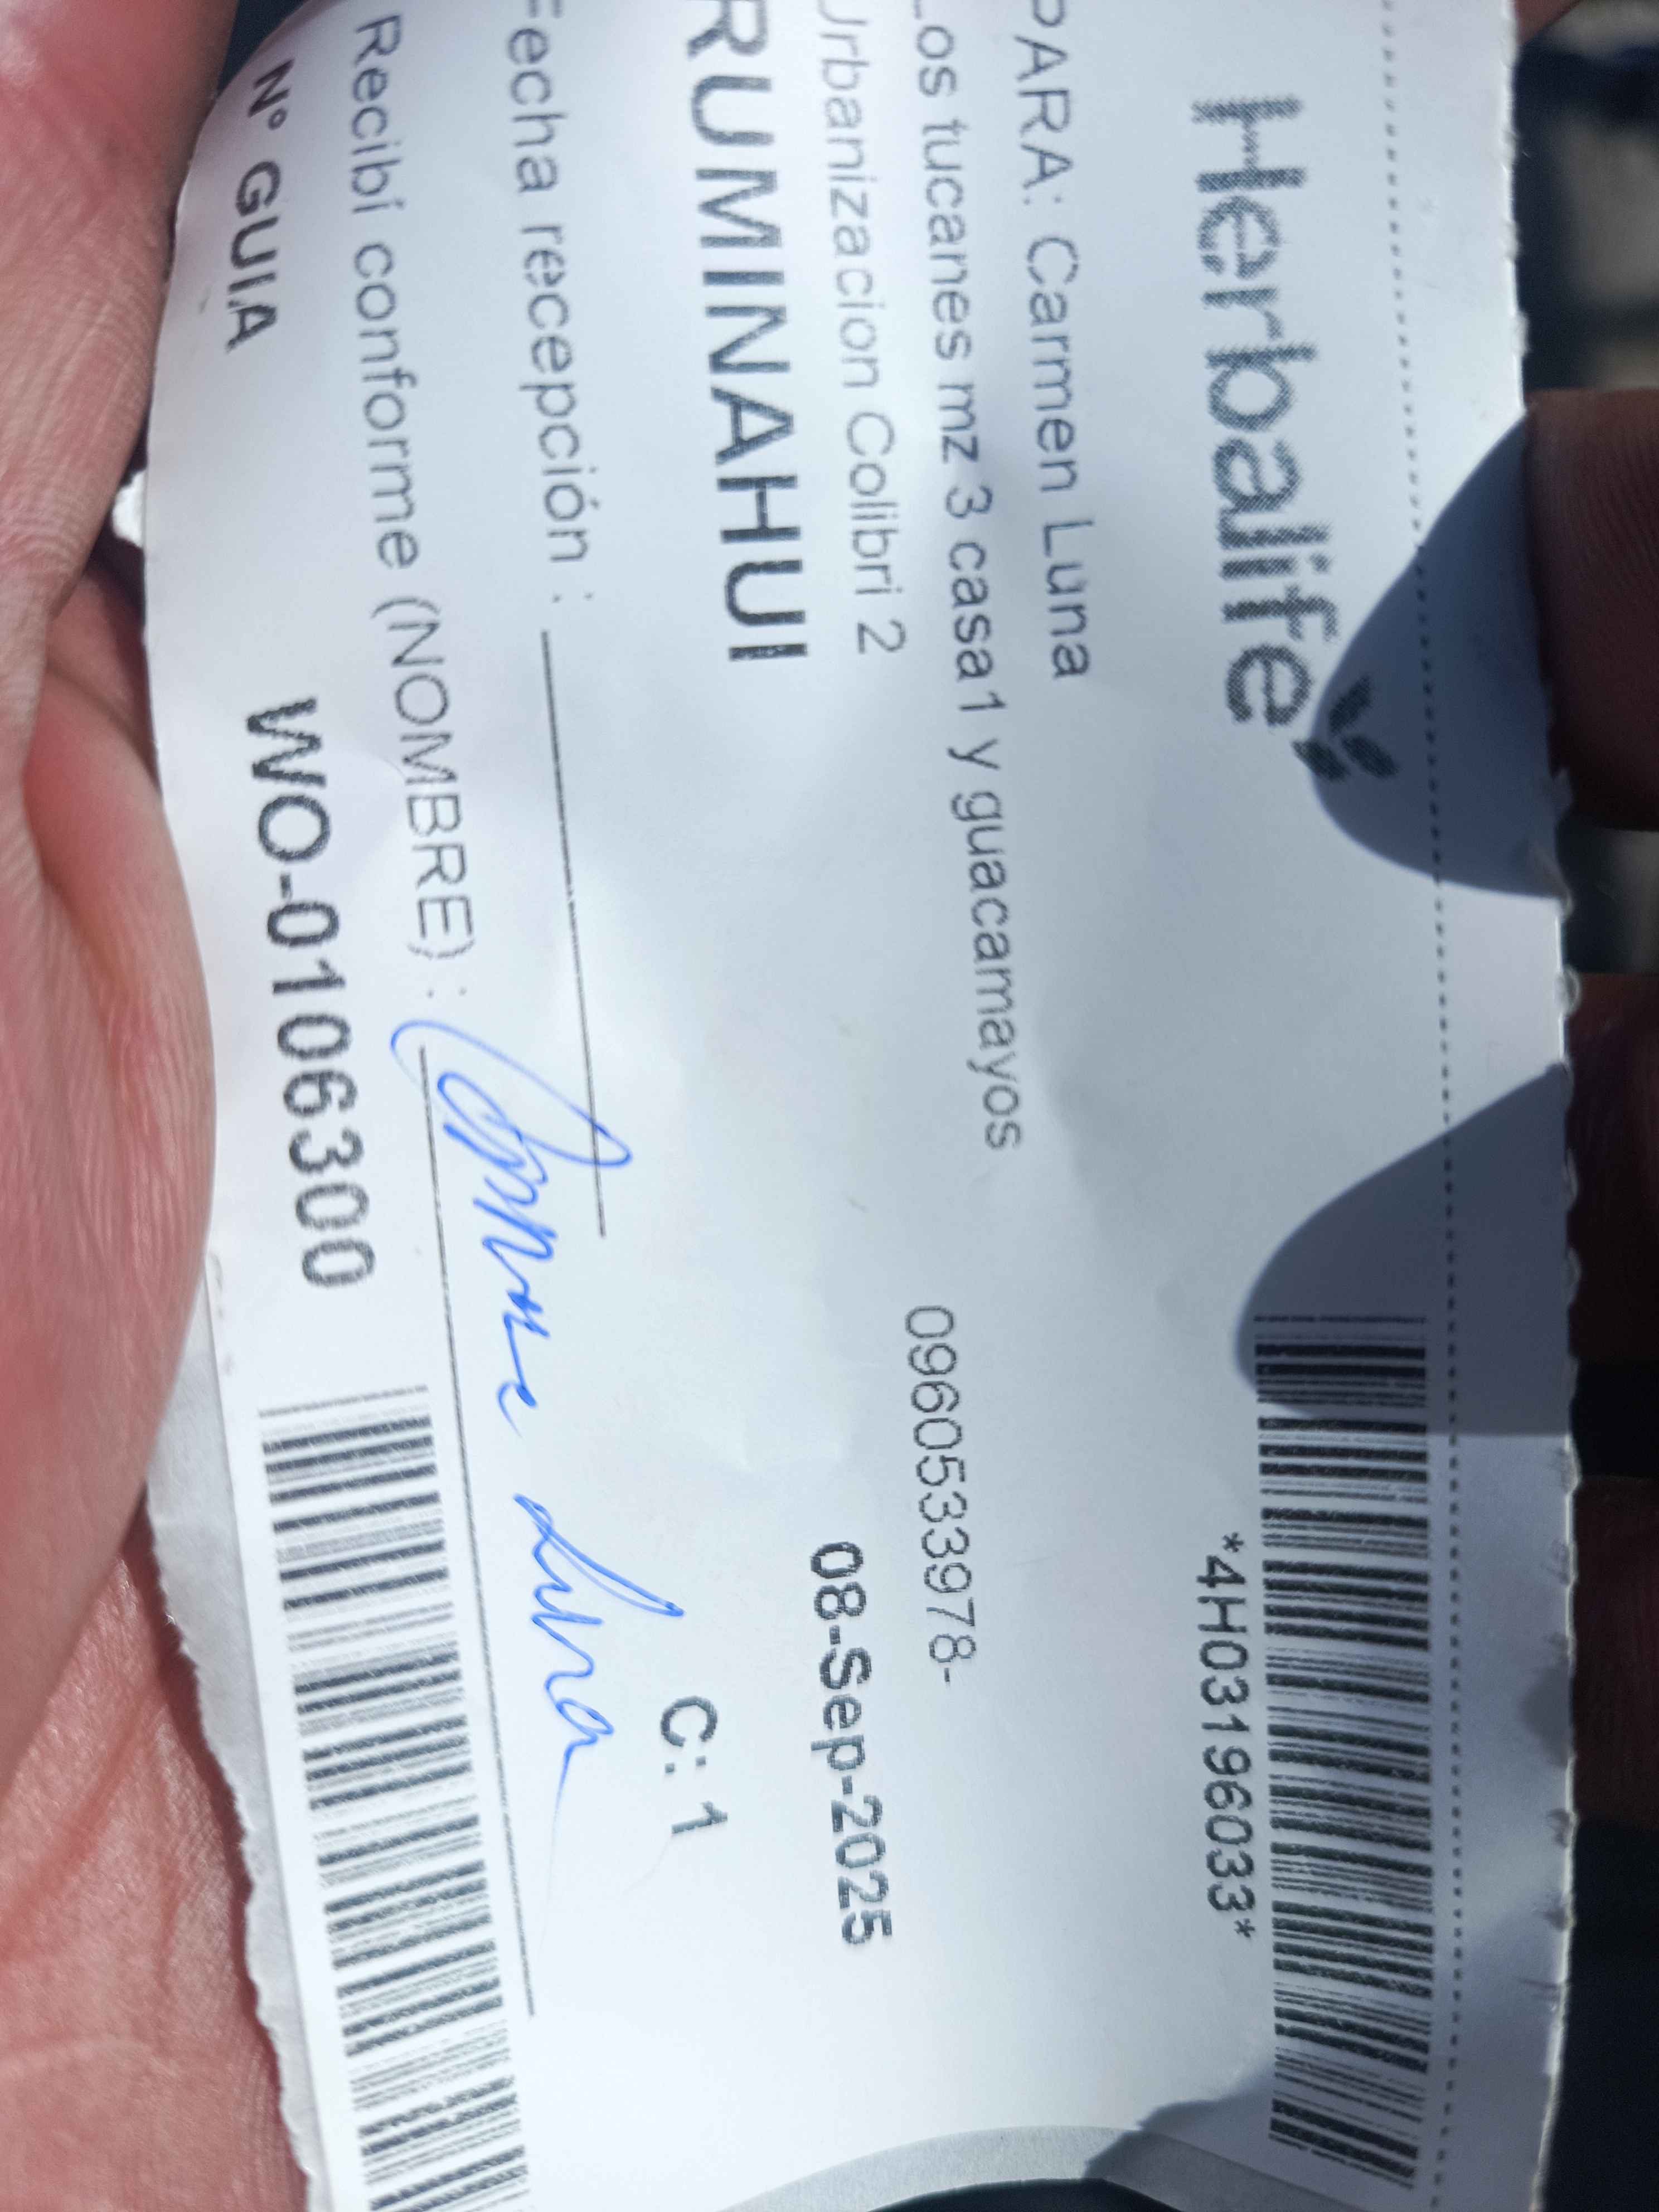 Herbalife
*4H03196033*
PARA: Carmen Luna
Los tucanes mz 3 casa1 y guacamayos
0960533978-
Urbanizacion Colibri 2
08-Sep-2025
RUMINAHUI
C: 1
Fecha recepción :
Recibí conforme (NOMBRE) : Carmen Luna
Nº GUIA WO-0106300